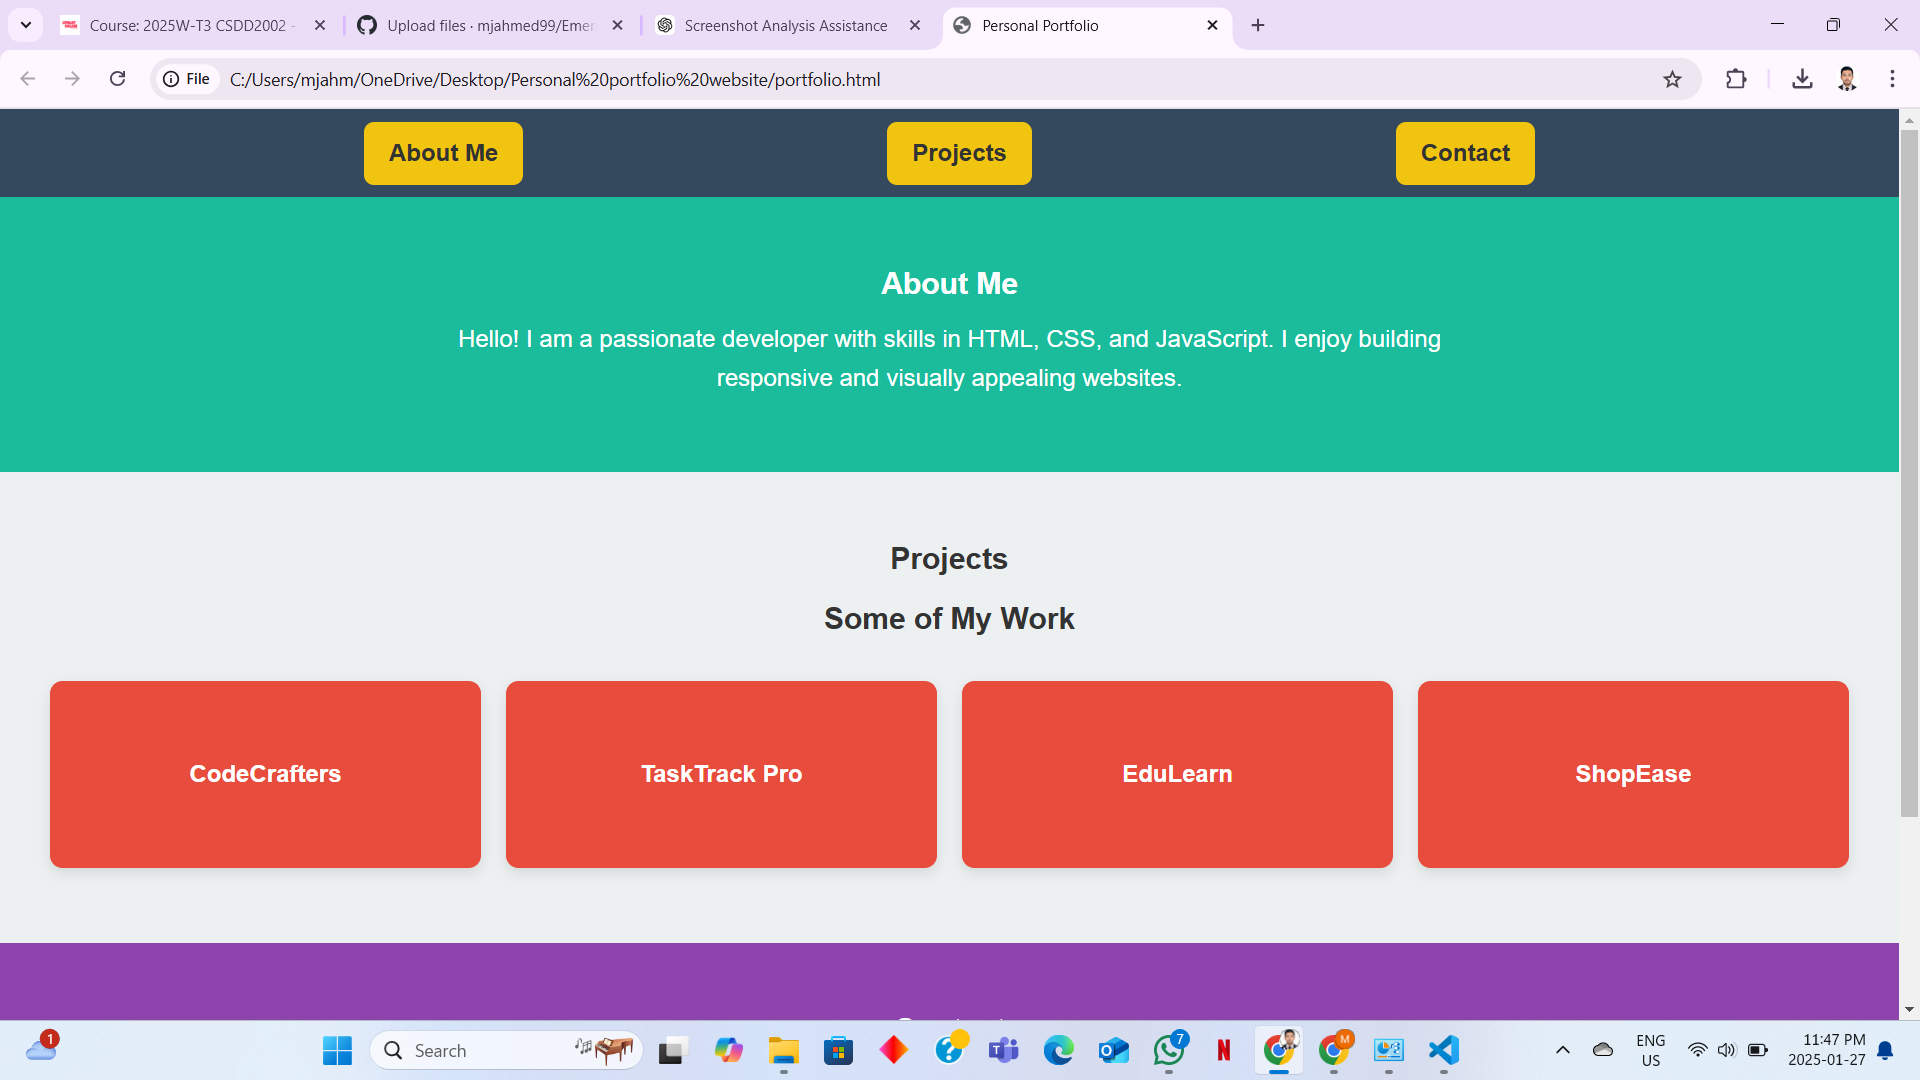 Course: 2025W-T3 CSDD2002 -
Upload files · mjahmed99/Emer
Screenshot Analysis Assistance
Personal Portfolio
File
C:/Users/mjahm/OneDrive/Desktop/Personal%20portfolio%20website/portfolio.html
About Me
Projects
Contact
About Me
Hello! I am a passionate developer with skills in HTML, CSS, and JavaScript. I enjoy building
responsive and visually appealing websites.
Projects
Some of My Work
CodeCrafters
TaskTrack Pro
EduLearn
ShopEase
1
Search
7
N
M
ENG
US
11:47 PM
2025-01-27